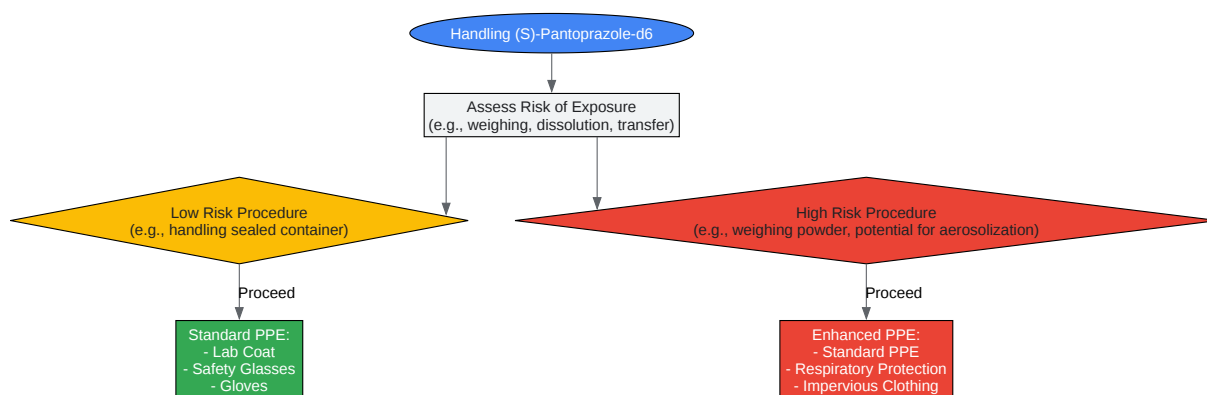 Handling (S)-Pantoprazole-d6
Assess Risk of Exposure
(e.g., weighing, dissolution, transfer)
Low Risk Procedure
(e.g., handling sealed container)
High Risk Procedure
(e.g., weighing powder, potential for aerosolization)
Proceed
Proceed
Standard PPE:
- Lab Coat
- Safety Glasses
- Gloves
Enhanced PPE:
- Standard PPE
- Respiratory Protection
- Impervious Clothing